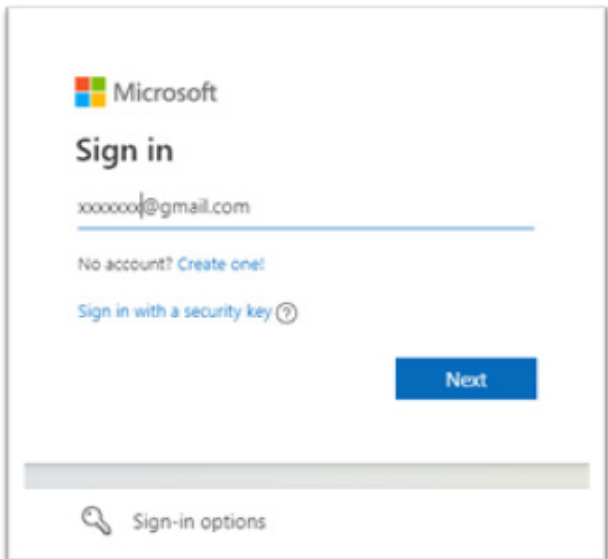 Microsoft
Sign in
xxxxxxx@gmail.com
No account? Create one!
Sign in with a security key
Next
Sign-in options